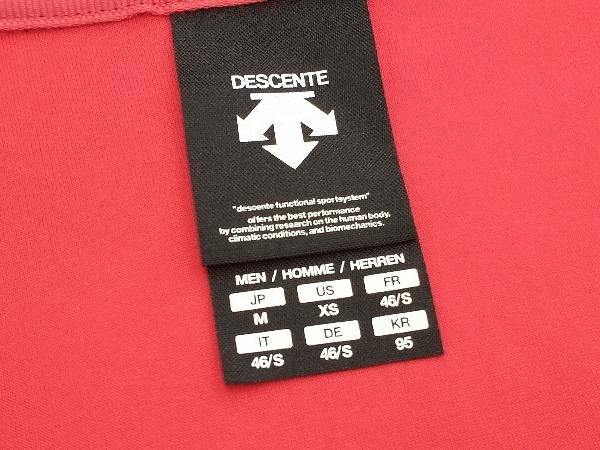 DESCENTE
"descente functional sportsystem"
offers the best performance
by combining research on the human body,
climatic conditions, and biomechanics.
MEN / HOMME / HERREN
JP US FR
M XS 46/S
IT DE KR
46/S 46/S 95